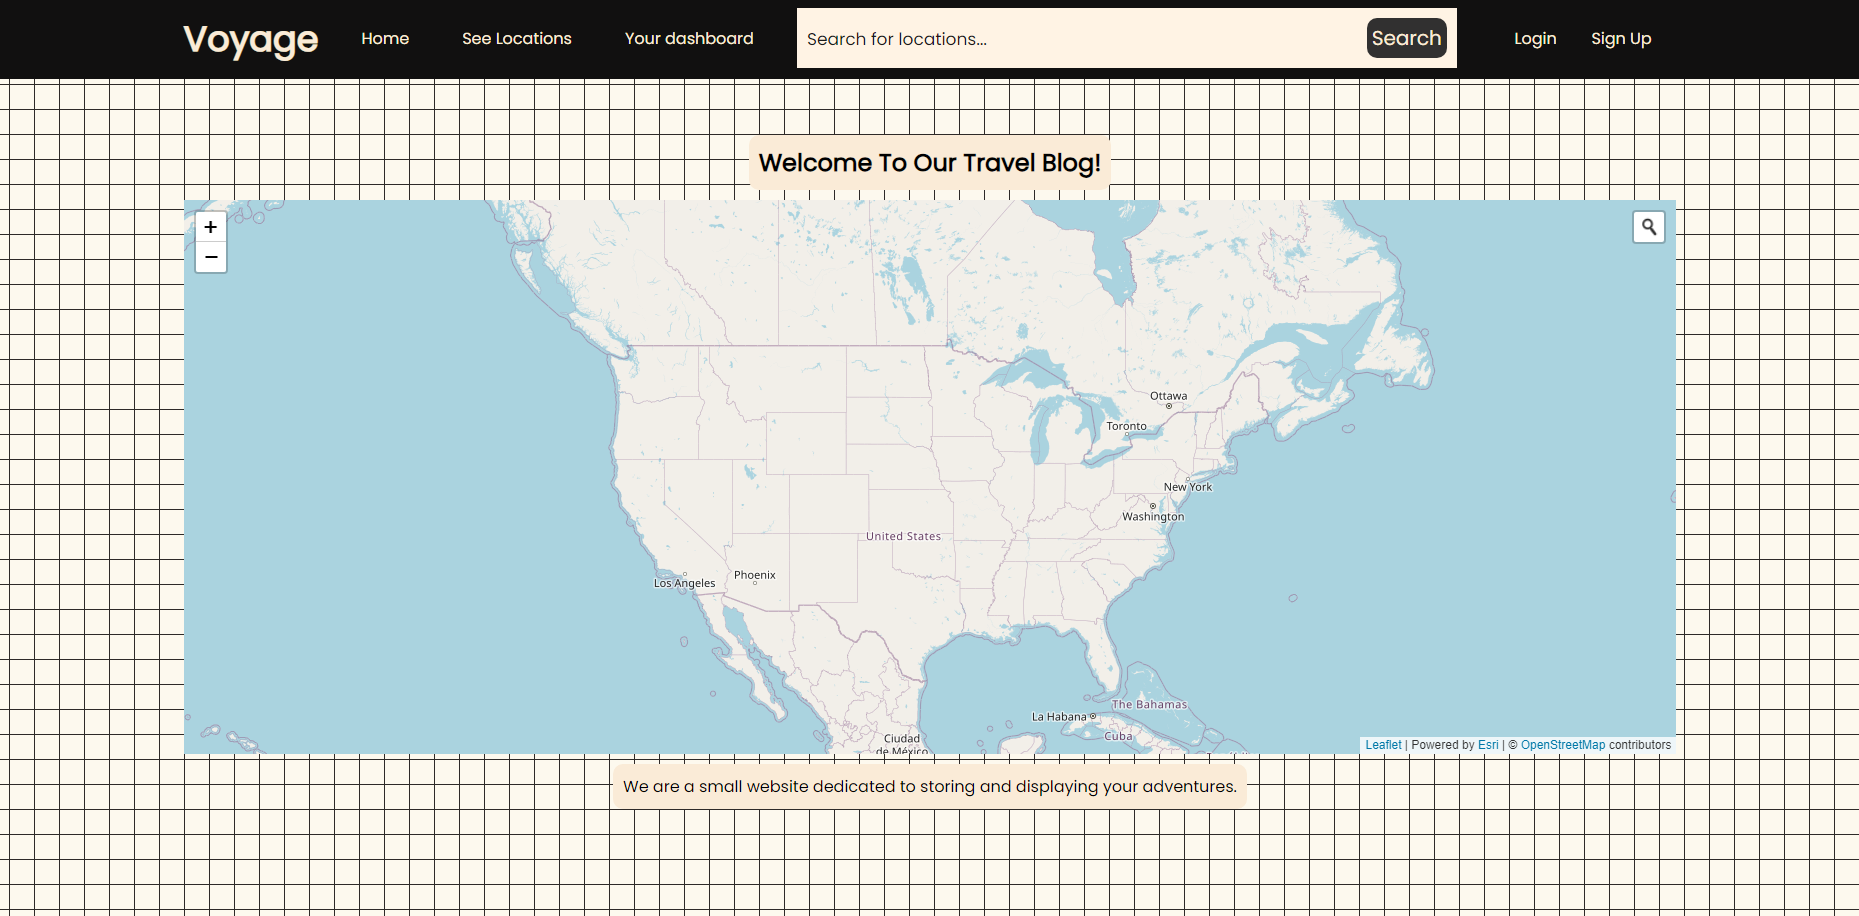 Voyage Home See Locations Your dashboard Search for locations... Search Login Sign Up
Welcome To Our Travel Blog!
+
−
Ottawa
Toronto
New York
Washington
United States
Phoenix
Los Angeles
The Bahamas
La Habana
Cuba
Ciudad
de México
Leaflet | Powered by Esri | © OpenStreetMap contributors
We are a small website dedicated to storing and displaying your adventures.